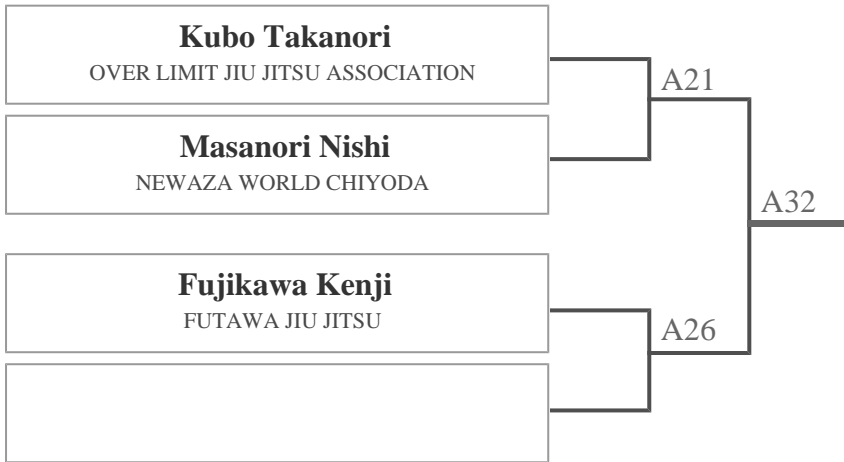 Kubo Takanori
OVER LIMIT JIU JITSU ASSOCIATION
A21
Masanori Nishi
NEWAZA WORLD CHIYODA
A32
Fujikawa Kenji
FUTAWA JIU JITSU
A26